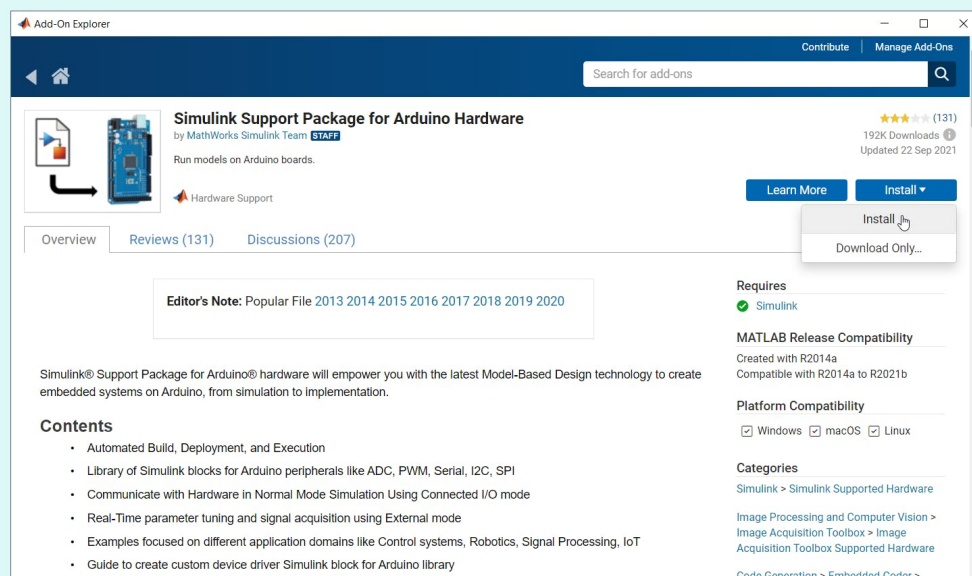 Add-On Explorer
Contribute
Manage Add-Ons
Search for add-ons
Simulink Support Package for Arduino Hardware
by MathWorks Simulink Team STAFF
Run models on Arduino boards.
Hardware Support
(131)
192K Downloads
Updated 22 Sep 2021
Learn More
Install
Install
Download Only...
Overview
Reviews (131)
Discussions (207)
Editor's Note: Popular File 2013 2014 2015 2016 2017 2018 2019 2020
Simulink® Support Package for Arduino® hardware will empower you with the latest Model-Based Design technology to create
embedded systems on Arduino, from simulation to implementation.
Contents
• Automated Build, Deployment, and Execution
• Library of Simulink blocks for Arduino peripherals like ADC, PWM, Serial, I2C, SPI
• Communicate with Hardware in Normal Mode Simulation Using Connected I/O mode
• Real-Time parameter tuning and signal acquisition using External mode
• Examples focused on different application domains like Control systems, Robotics, Signal Processing, IoT
• Guide to create custom device driver Simulink block for Arduino library
Requires
Simulink
MATLAB Release Compatibility
Created with R2014a
Compatible with R2014a to R2021b
Platform Compatibility
Windows
macOS
Linux
Categories
Simulink > Simulink Supported Hardware
Image Processing and Computer Vision >
Image Acquisition Toolbox > Image
Acquisition Toolbox Supported Hardware
Code Generation > Embedded Coder >